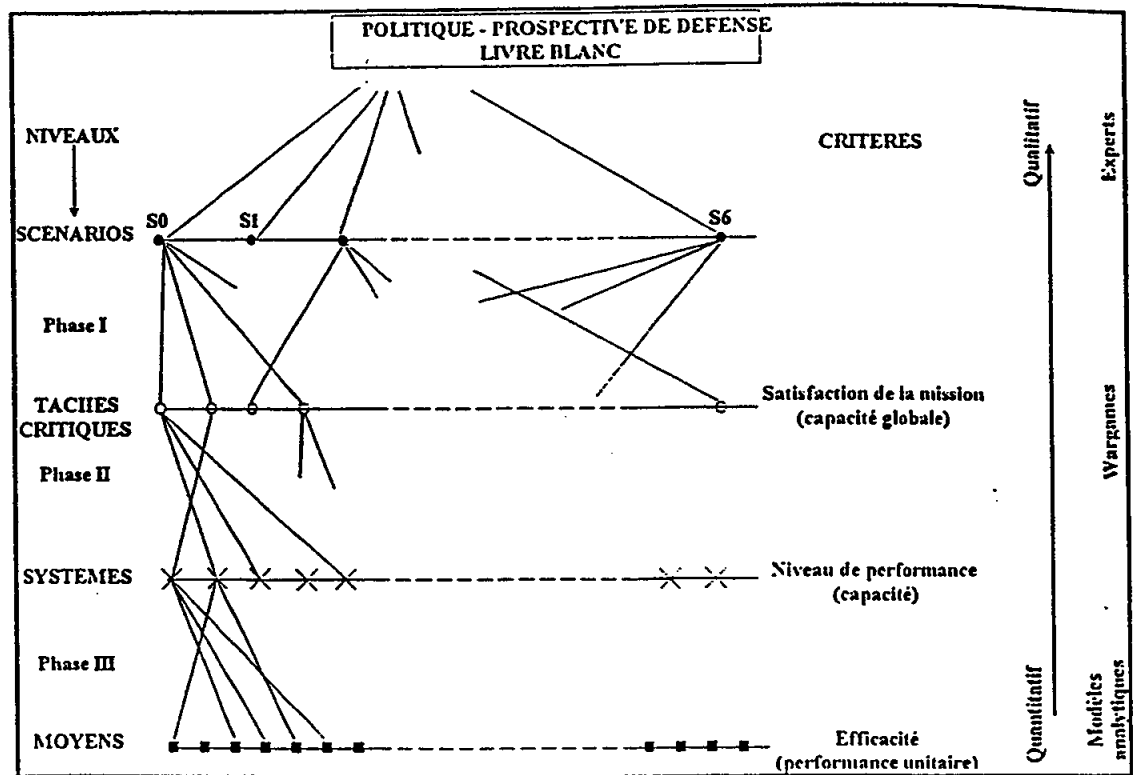 POLITIQUE - PROSPECTIVE DE DEFENSE
LIVRE BLANC
NIVEAUX
CRITERES
Qualitatif
Experts
S0
S1
S6
SCENARIOS
Phase I
TACHES
CRITIQUES
Satisfaction de la mission
(capacité globale)
Wargames
Phase II
SYSTEMES
Niveau de performance
(capacité)
Phase III
Quantitatif
Modèles
analytiques
MOYENS
Efficacité
(performance unitaire)